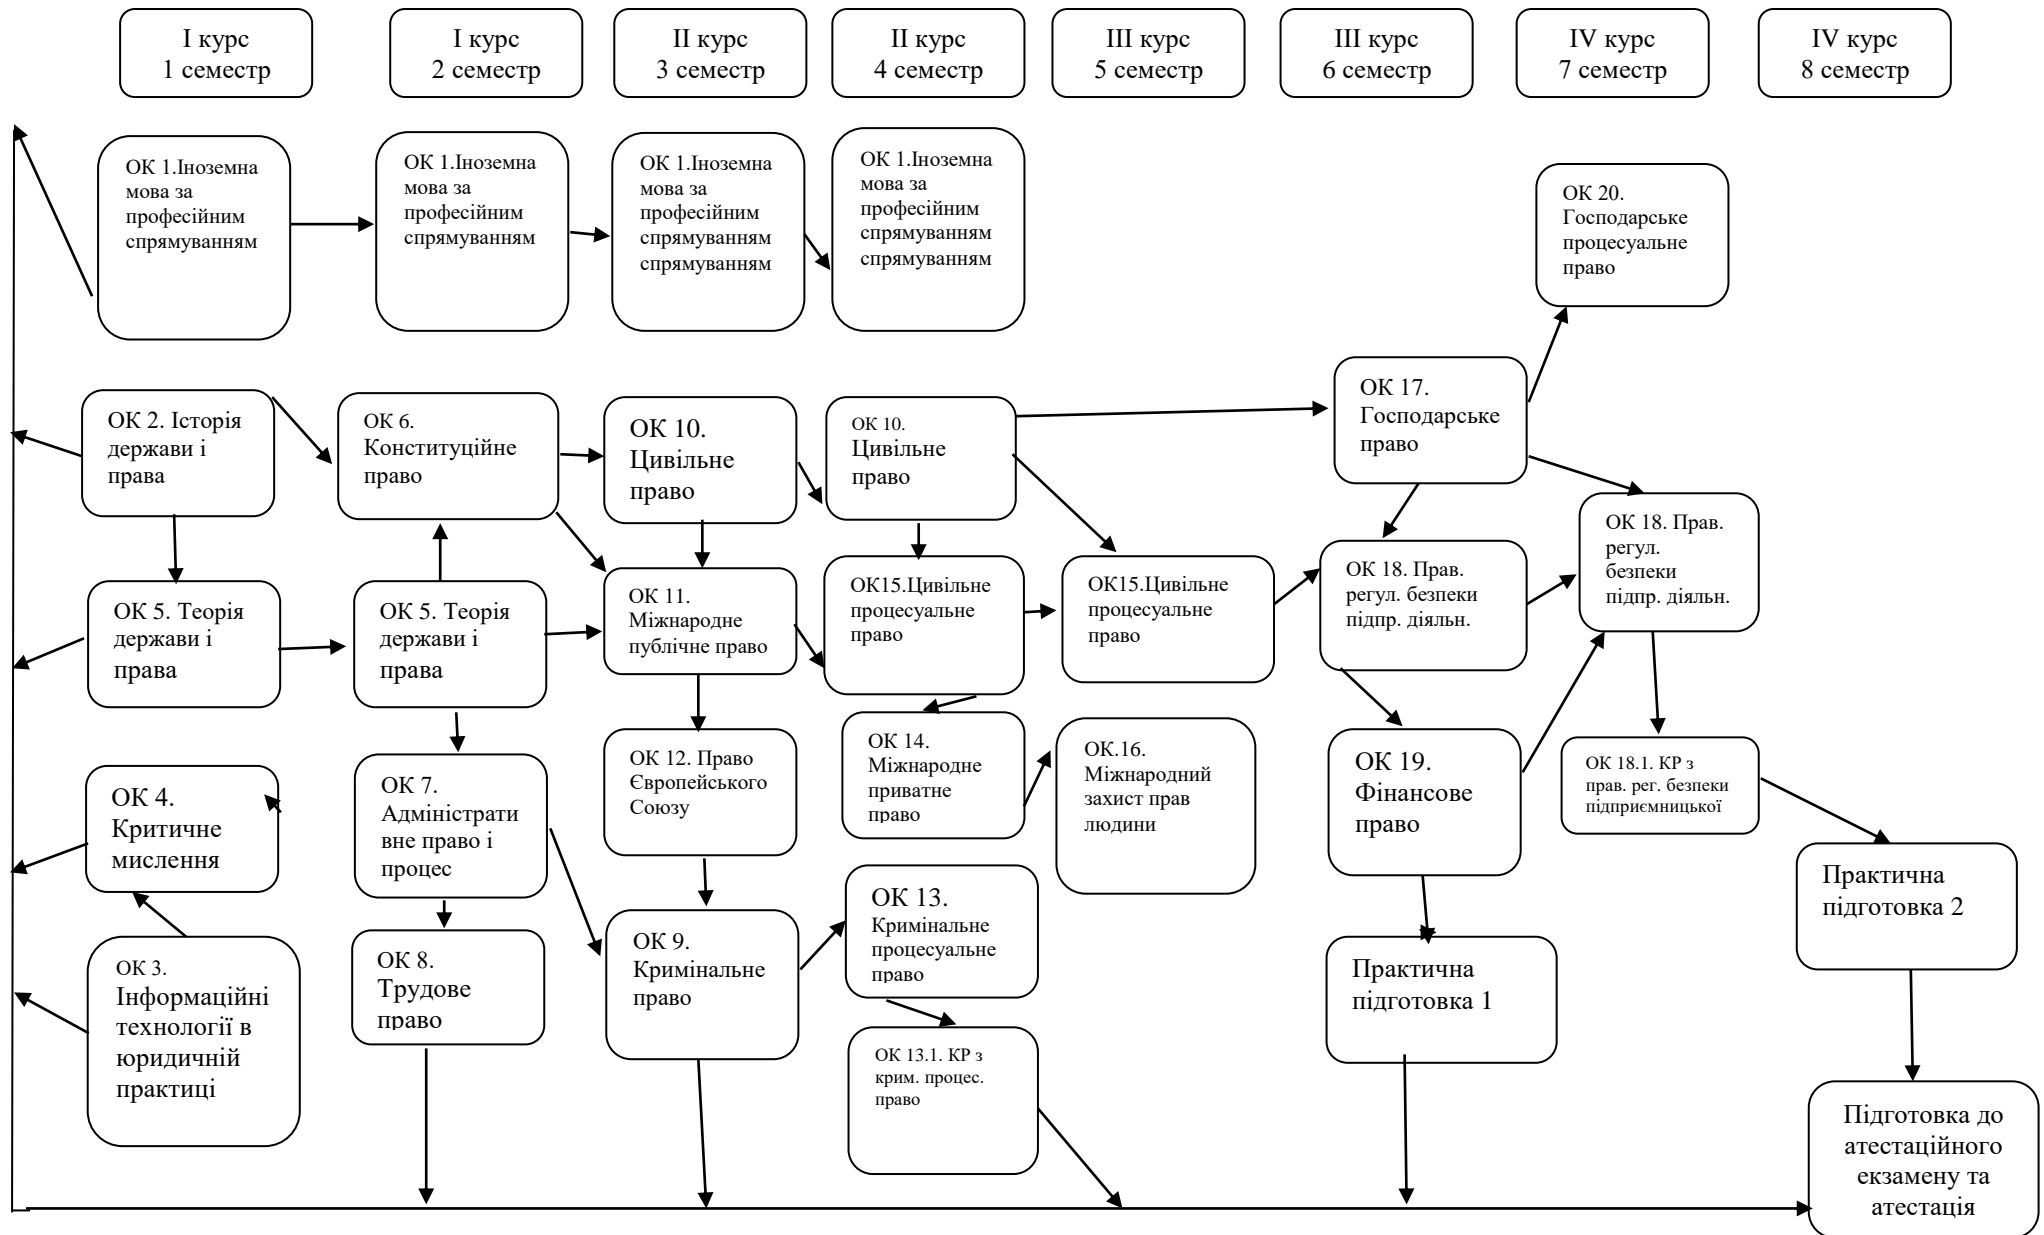 І курс
1 семестр
І курс
2 семестр
ІІ курс
3 семестр
ІІ курс
4 семестр
ІІІ курс
5 семестр
ІІІ курс
6 семестр
IV курс
7 семестр
IV курс
8 семестр
ОК 1.Іноземна
мова за
професійним
спрямуванням
ОК 1.Іноземна
мова за
професійним
спрямуванням
ОК 1.Іноземна
мова за
професійним
спрямуванням
спрямуванням
ОК 1.Іноземна
мова за
професійним
спрямуванням
спрямуванням
ОК 20.
Господарське
процесуальне
право
ОК 2. Історія
держави і
права
ОК 6.
Конституційне
право
ОК 10.
Цивільне
право
ОК 10.
Цивільне
право
ОК 17.
Господарське
право
ОК 18. Прав.
регул.
безпеки
підпр. діяльн.
ОК 5. Теорія
держави і
права
ОК 5. Теорія
держави і
права
ОК 11.
Міжнародне
публічне право
ОК15.Цивільне
процесуальне
право
ОК15.Цивільне
процесуальне
право
ОК 18. Прав.
регул. безпеки
підпр. діяльн.
ОК 4.
Критичне
мислення
ОК 7.
Адміністрати
вне право і
процес
ОК 12. Право
Європейського
Союзу
ОК 14.
Міжнародне
приватне
право
ОК.16.
Міжнародний
захист прав
людини
ОК 19.
Фінансове
право
ОК 18.1. КР з
прав. рег. безпеки
підприємницької
ОК 3.
Інформаційні
технології в
юридичній
практиці
ОК 8.
Трудове
право
ОК 9.
Кримінальне
право
ОК 13.
Кримінальне
процесуальне
право
Практична
підготовка 1
Практична
підготовка 2
ОК 13.1. КР з
крим. процес.
право
Підготовка до
атестаційного
екзамену та
атестація